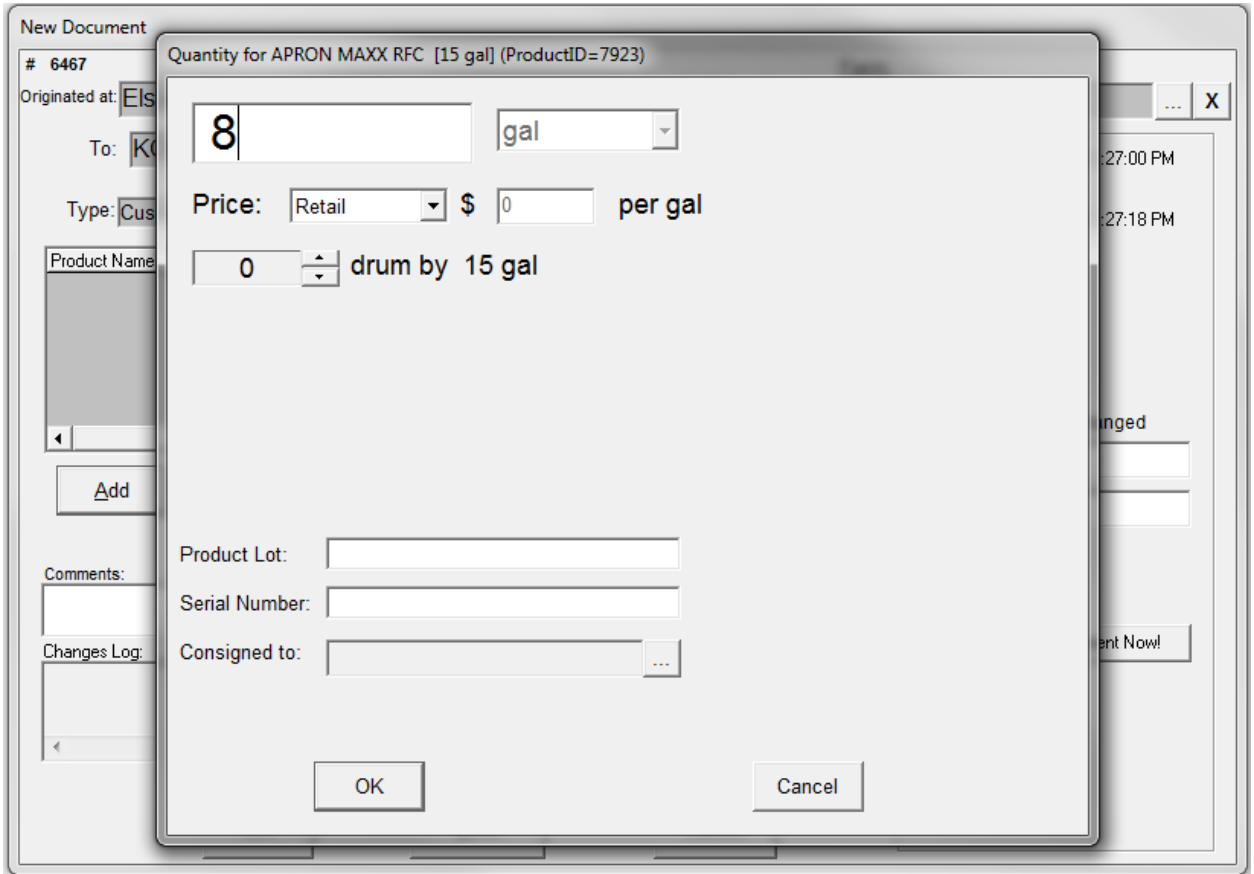 New Document
Quantity for APRON MAXX RFC [15 gal] (ProductID=7923)
# 6467
Originated at: Els
... X
8 gal
To: KC
:27:00 PM
Price: Retail $ 0 per gal
Type: Cus
:27:18 PM
Product Name
0 drum by 15 gal
anged
Add
Product Lot:
Comments:
Serial Number:
Changes Log:
Consigned to: ...
ent Now!
OK Cancel